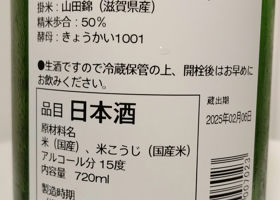 掛米：山田錦（滋賀県産）
精米歩合：50％
酵母：きょうかい1001
●生酒ですので冷蔵保管の上、開栓後はお早めに
お飲みください。
品目 日本酒
原材料名
米（国産）、米こうじ（国産米）
アルコール分 15度
内容量 720ml
製造時期
蔵出期
2025年02月06日
0007023